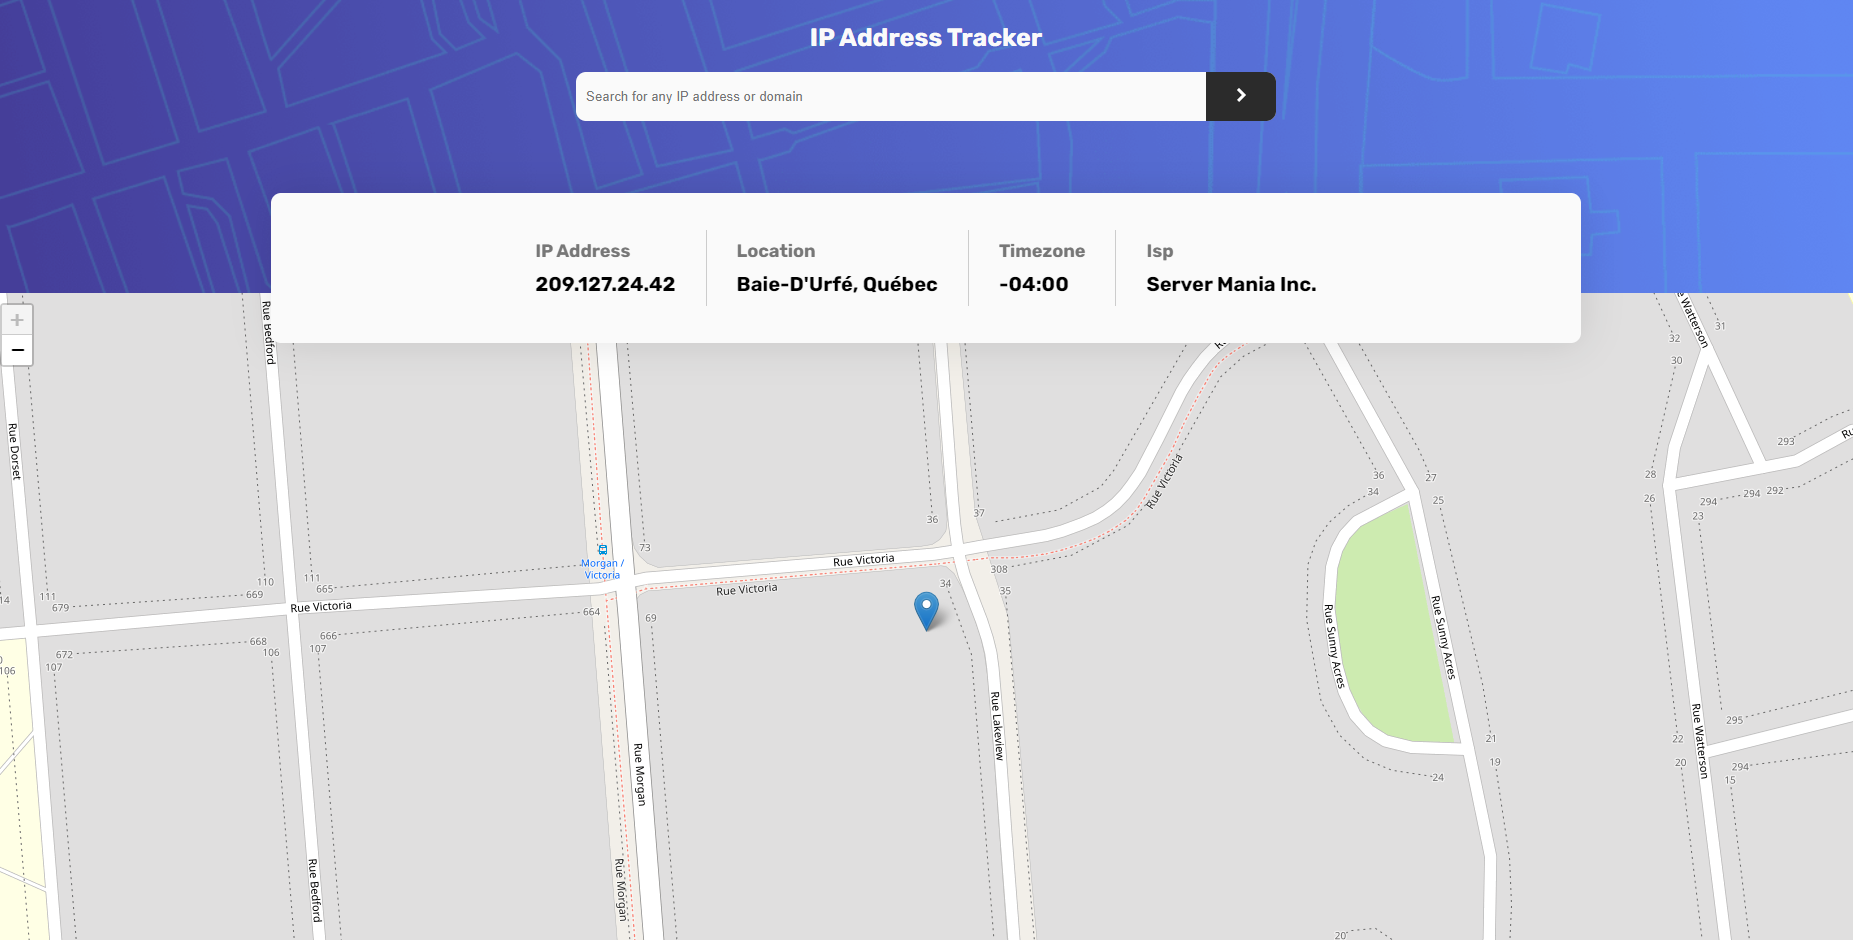 IP Address Tracker
Search for any IP address or domain
IP Address
209.127.24.42
Location
Baie-D'Urfé, Québec
Timezone
-04:00
Isp
Server Mania Inc.
+
−
Rue Bedford
Rue Watterson
31
32
30
Rue Dorset
293
36
27
28
34
25
26
294
294
292
23
Rue Victoria
36
37
73
Morgan /
Victoria
Rue Victoria
308
110
111
665
669
34
35
Rue Victoria
111
679
14
Rue Victoria
664
69
666
668
107
106
672
107
106
Rue Sunny Acres
Rue Sunny Acres
Rue Lakeview
Rue Morgan
Rue Watterson
295
22
21
20
19
294
15
24
Rue Bedford
Rue Morgan
20